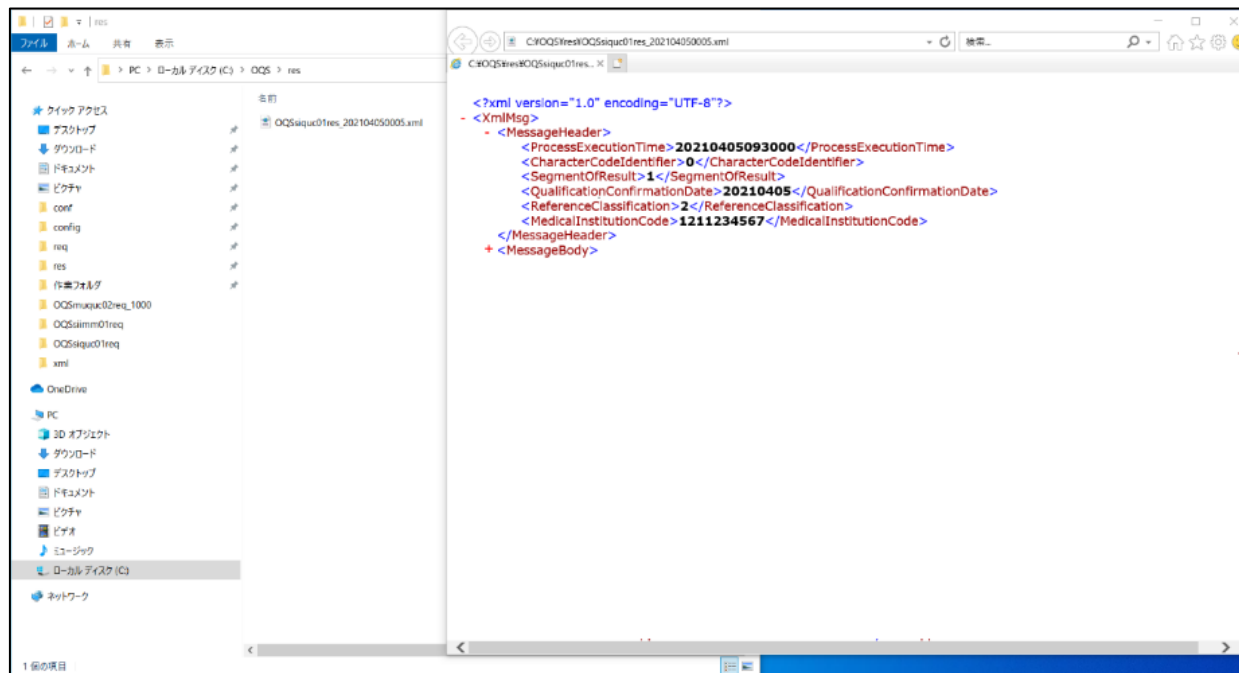 res
ファイル ホーム 共有 表示
PC > ローカル ディスク (C:) > OQS > res
クイック アクセス
デスクトップ
ダウンロード
ドキュメント
ピクチャ
conf
config
req
res
作業フォルダ
OQSmuquc02req_1000
OQSsiimm01req
OQSsiquc01req
xml
OneDrive
PC
3D オブジェクト
ダウンロード
デスクトップ
ドキュメント
ピクチャ
ビデオ
ミュージック
ローカル ディスク (C:)
ネットワーク
1 個の項目
名前
OQSsiquc01res_202104050005.xml
C:¥OQS¥res¥OQSsiquc01res_202104050005.xml
検索...
C:¥OQS¥res¥OQSsiquc01res...
<?xml version="1.0" encoding="UTF-8"?>
- <XmlMsg>
- <MessageHeader>
<ProcessExecutionTime>20210405093000</ProcessExecutionTime>
<CharacterCodeIdentifier>0</CharacterCodeIdentifier>
<SegmentOfResult>1</SegmentOfResult>
<QualificationConfirmationDate>20210405</QualificationConfirmationDate>
<ReferenceClassification>2</ReferenceClassification>
<MedicalInstitutionCode>1211234567</MedicalInstitutionCode>
</MessageHeader>
+ <MessageBody>